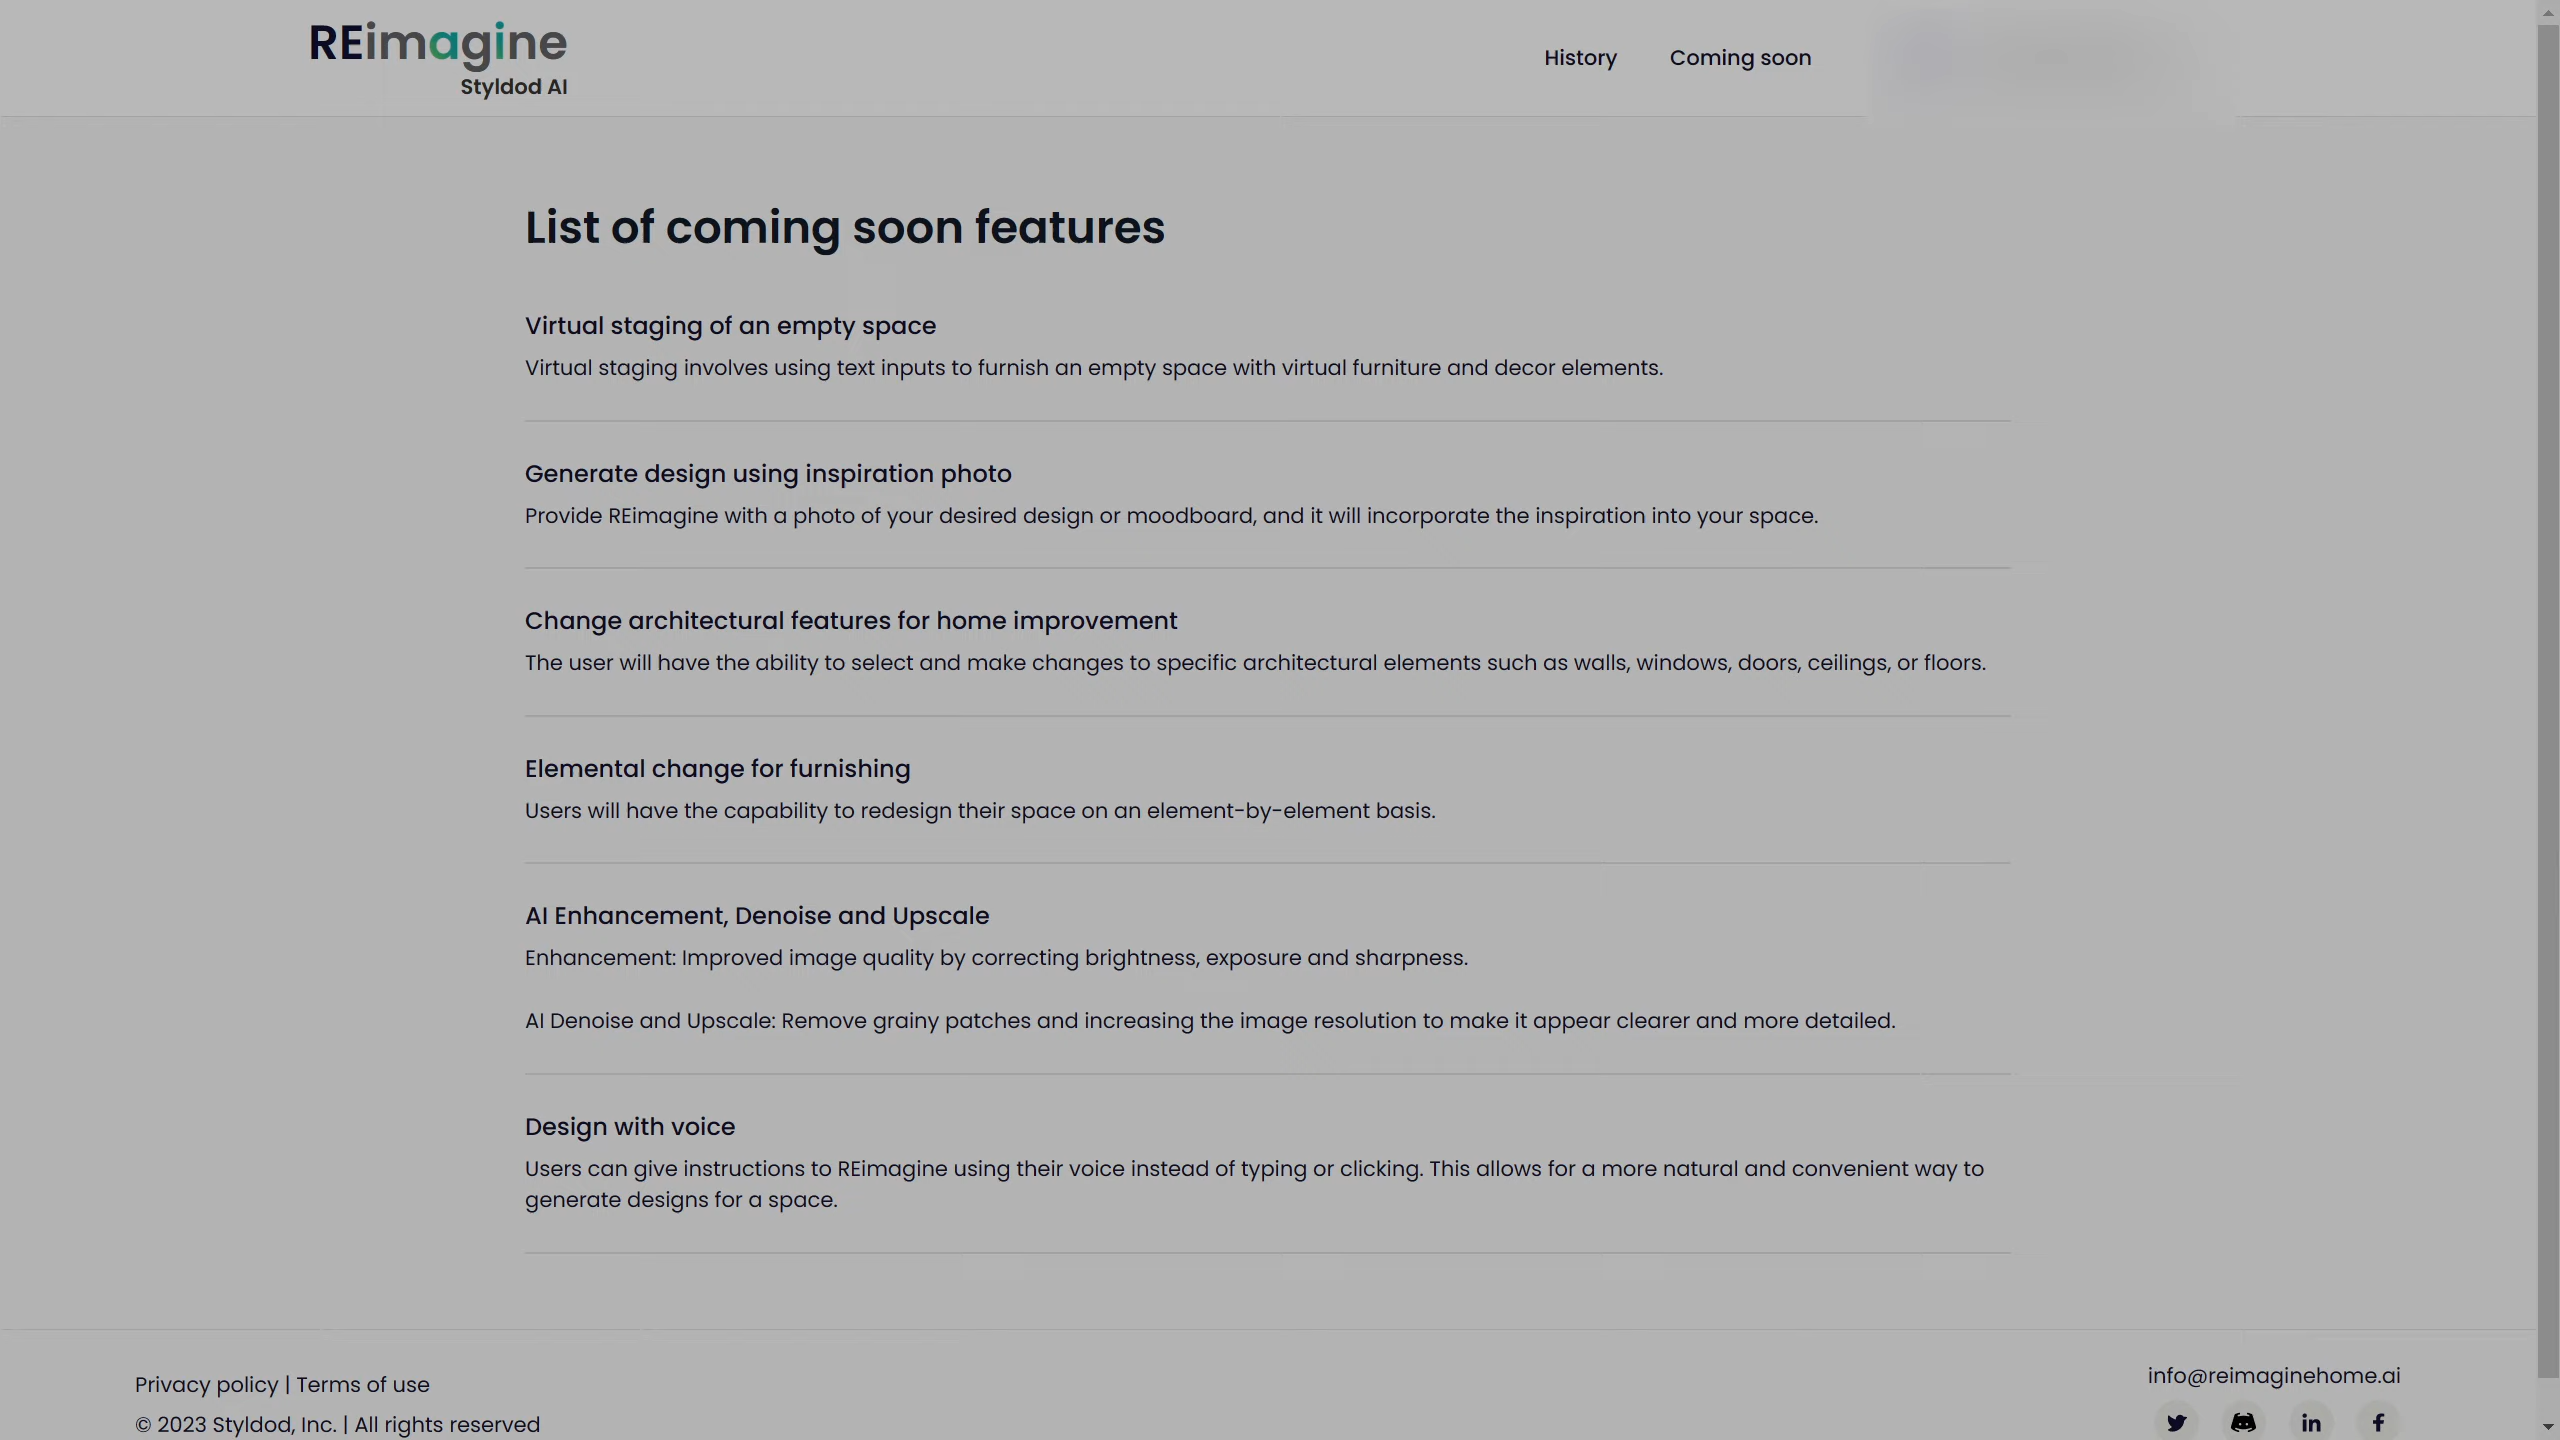 REimagine
Styldod AI
History
Coming soon
List of coming soon features
Virtual staging of an empty space
Virtual staging involves using text inputs to furnish an empty space with virtual furniture and decor elements.
Generate design using inspiration photo
Provide REimagine with a photo of your desired design or moodboard, and it will incorporate the inspiration into your space.
Change architectural features for home improvement
The user will have the ability to select and make changes to specific architectural elements such as walls, windows, doors, ceilings, or floors.
Elemental change for furnishing
Users will have the capability to redesign their space on an element-by-element basis.
AI Enhancement, Denoise and Upscale
Enhancement: Improved image quality by correcting brightness, exposure and sharpness.
AI Denoise and Upscale: Remove grainy patches and increasing the image resolution to make it appear clearer and more detailed.
Design with voice
Users can give instructions to REimagine using their voice instead of typing or clicking. This allows for a more natural and convenient way to
generate designs for a space.
Privacy policy | Terms of use
© 2023 Styldod, Inc. | All rights reserved
info@reimaginehome.ai